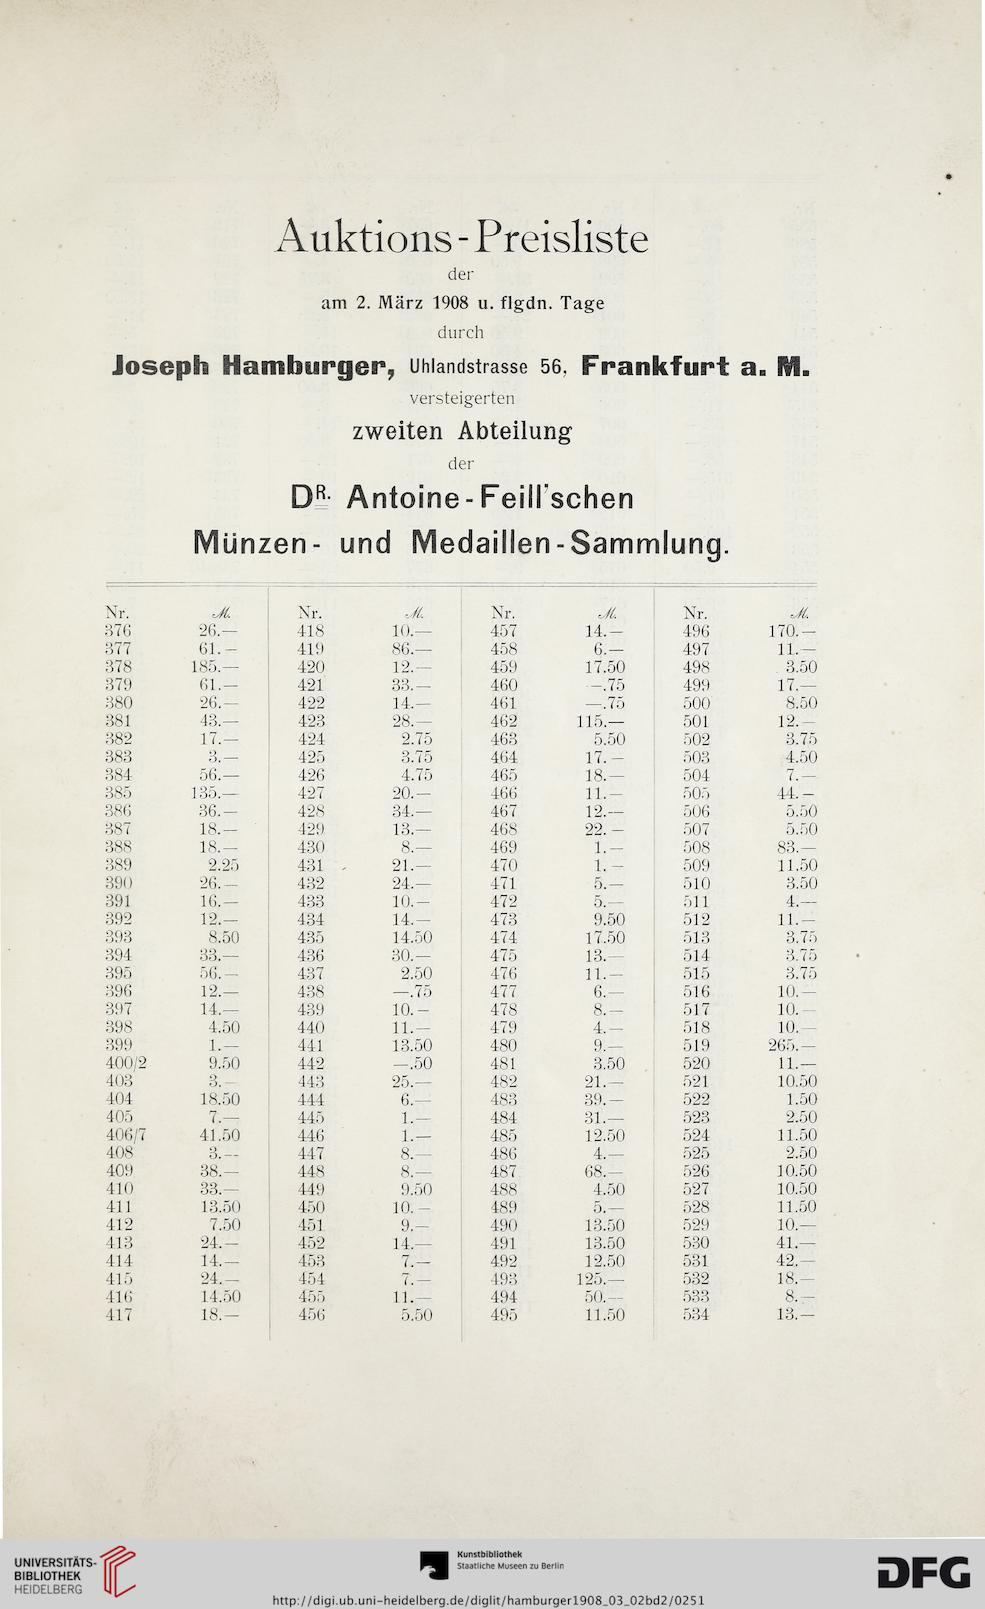 Auktions-Preisliste
der
am 2. März 1908 u. flgdn. Tage
durch
Joseph Hamburger, Uhlandstrasse 56, Frankfurt a. M.
versteigerten
zweiten Abteilung
der
DR. Antoine-Feill'schen
Münzen- und Medaillen-Sammlung.
Nr. M. Nr. M. Nr. M. Nr. M.
376 26.— 418 10.— 457 14.— 496 170.—
377 61.— 419 86.— 458 6.— 497 11.—
378 185.— 420 12.— 459 17.50 498 3.50
379 61.— 421 33.— 460 —.75 499 17.—
380 26.— 422 14.— 461 —.75 500 8.50
381 43.— 423 28.— 462 115.— 501 12.—
382 17.— 424 2.75 463 5.50 502 3.75
383 3.— 425 3.75 464 17.— 503 4.50
384 56.— 426 4.75 465 18.— 504 7.—
385 135.— 427 20.— 466 11.— 505 44.—
386 36.— 428 34.— 467 12.— 506 5.50
387 18.— 429 13.— 468 22.— 507 5.50
388 18.— 430 8.— 469 1.— 508 83.—
389 2.25 431 21.— 470 1.— 509 11.50
390 26.— 432 24.— 471 5.— 510 3.50
391 16.— 433 10.— 472 5.— 511 4.—
392 12.— 434 14.— 473 9.50 512 11.—
393 8.50 435 14.50 474 17.50 513 3.75
394 33.— 436 30.— 475 13.— 514 3.75
395 56.— 437 2.50 476 11.— 515 3.75
396 12.— 438 —.75 477 6.— 516 10.—
397 14.— 439 10.— 478 8.— 517 10.—
398 4.50 440 11.— 479 4.— 518 10.—
399 1.— 441 13.50 480 9.— 519 265.—
400/2 9.50 442 —.50 481 3.50 520 11.—
403 3.— 443 25.— 482 21.— 521 10.50
404 18.50 444 6.— 483 39.— 522 1.50
405 7.— 445 1.— 484 31.— 523 2.50
406/7 41.50 446 1.— 485 12.50 524 11.50
408 3.— 447 8.— 486 4.— 525 2.50
409 38.— 448 8.— 487 68.— 526 10.50
410 33.— 449 9.50 488 4.50 527 10.50
411 13.50 450 10.— 489 5.— 528 11.50
412 7.50 451 9.— 490 13.50 529 10.—
413 24.— 452 14.— 491 13.50 530 41.—
414 14.— 453 7.— 492 12.50 531 42.—
415 24.— 454 7.— 493 125.— 532 18.—
416 14.50 455 11.— 494 50.— 533 8.—
417 18.— 456 5.50 495 11.50 534 13.—
UNIVERSITÄTS-
BIBLIOTHEK
HEIDELBERG
Kunstbibliothek
Staatliche Museen zu Berlin
DFG
http://digi.ub.uni-heidelberg.de/diglit/hamburger1908_03_02bd2/0251